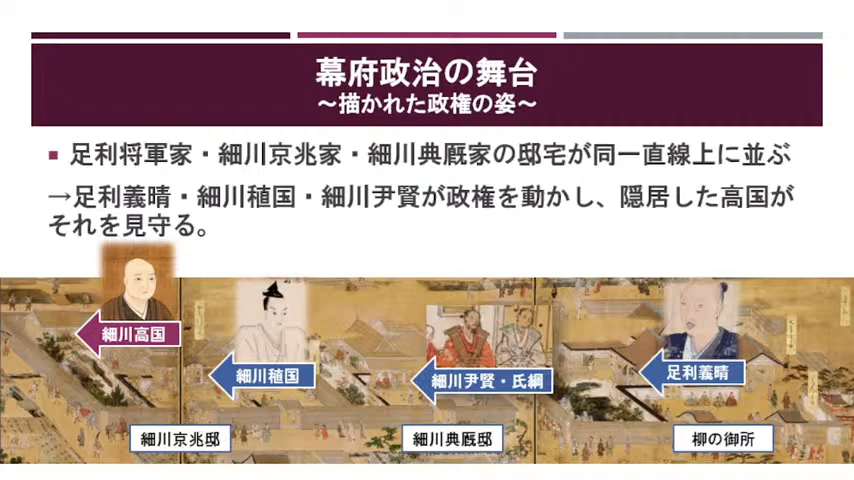 幕府政治の舞台
～描かれた政権の姿～
■ 足利将軍家・細川京兆家・細川典厩家の邸宅が同一直線上に並ぶ
→足利義晴・細川稙国・細川尹賢が政権を動かし、隠居した高国が
それを見守る。
細川高国
細川稙国
細川尹賢・氏綱
足利義晴
細川京兆邸
細川典厩邸
柳の御所